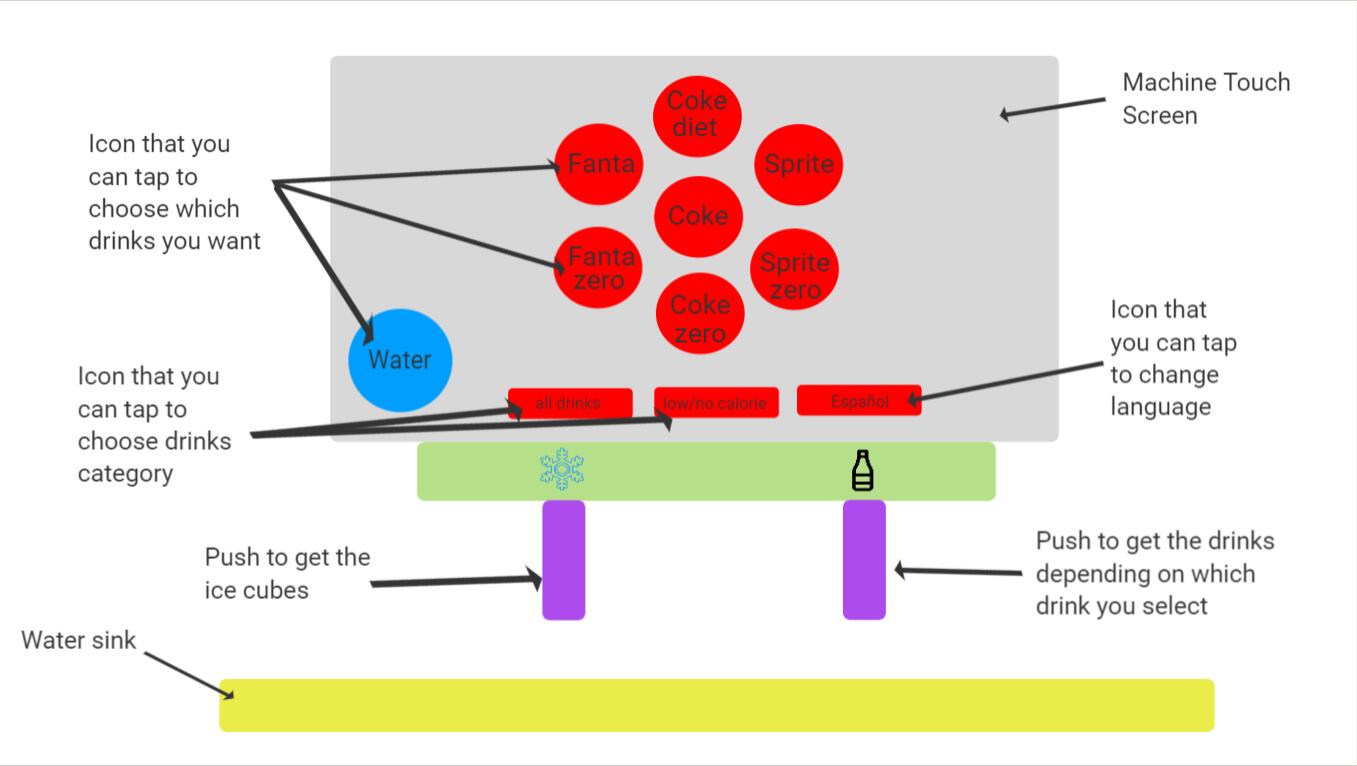 Machine Touch
Screen
Icon that you
can tap to
choose which
drinks you want
Coke
diet
Fanta
Sprite
Coke
Fanta
zero
Sprite
zero
Coke
zero
Water
Icon that
you can tap
to change
language
Icon that you
can tap to
choose drinks
category
all drinks
low/no calorie
Español
Push to get the
ice cubes
Push to get the drinks
depending on which
drink you select
Water sink